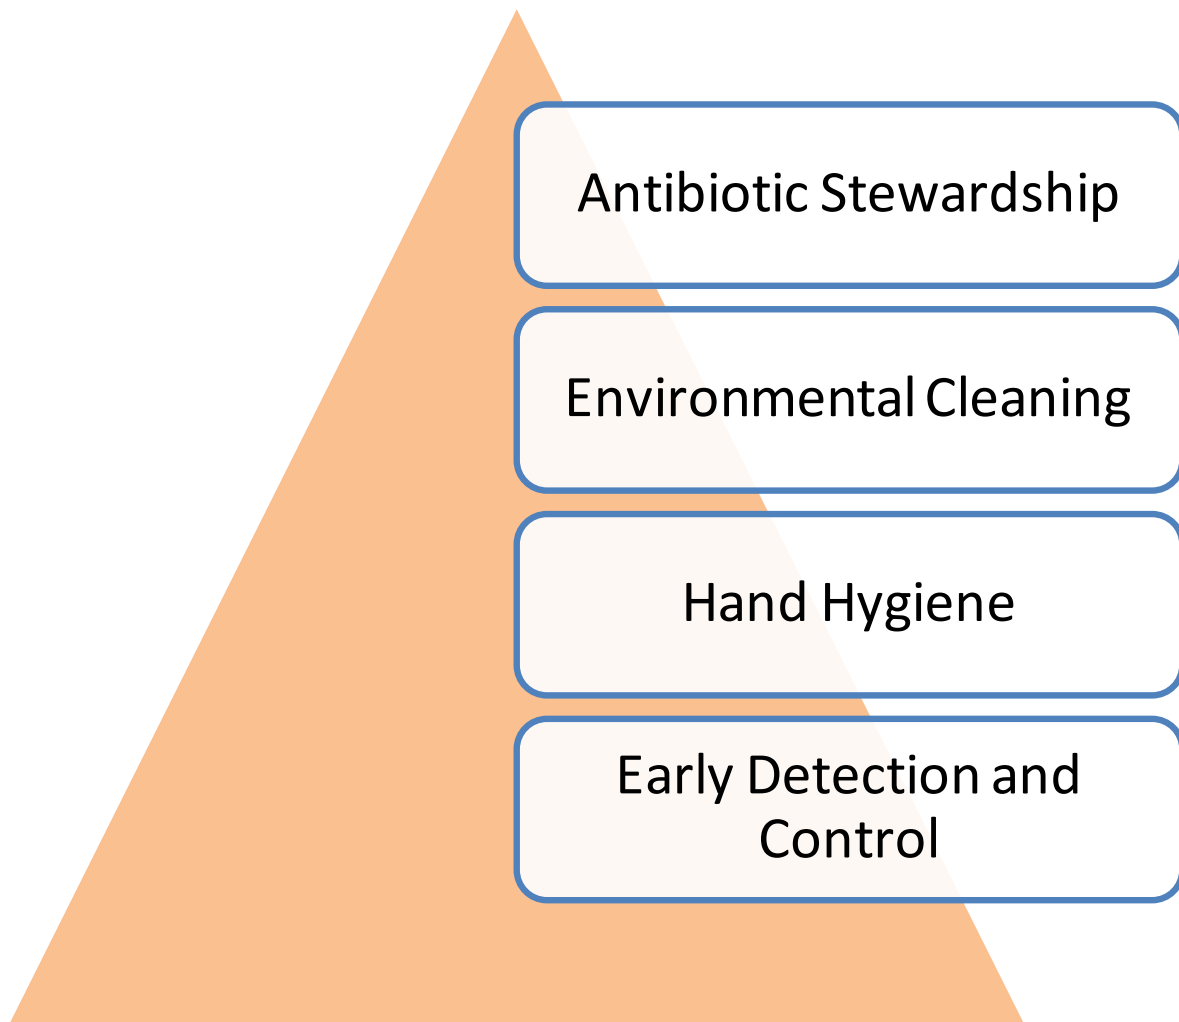 Antibiotic Stewardship
Environmental Cleaning
Hand Hygiene
Early Detection and
Control